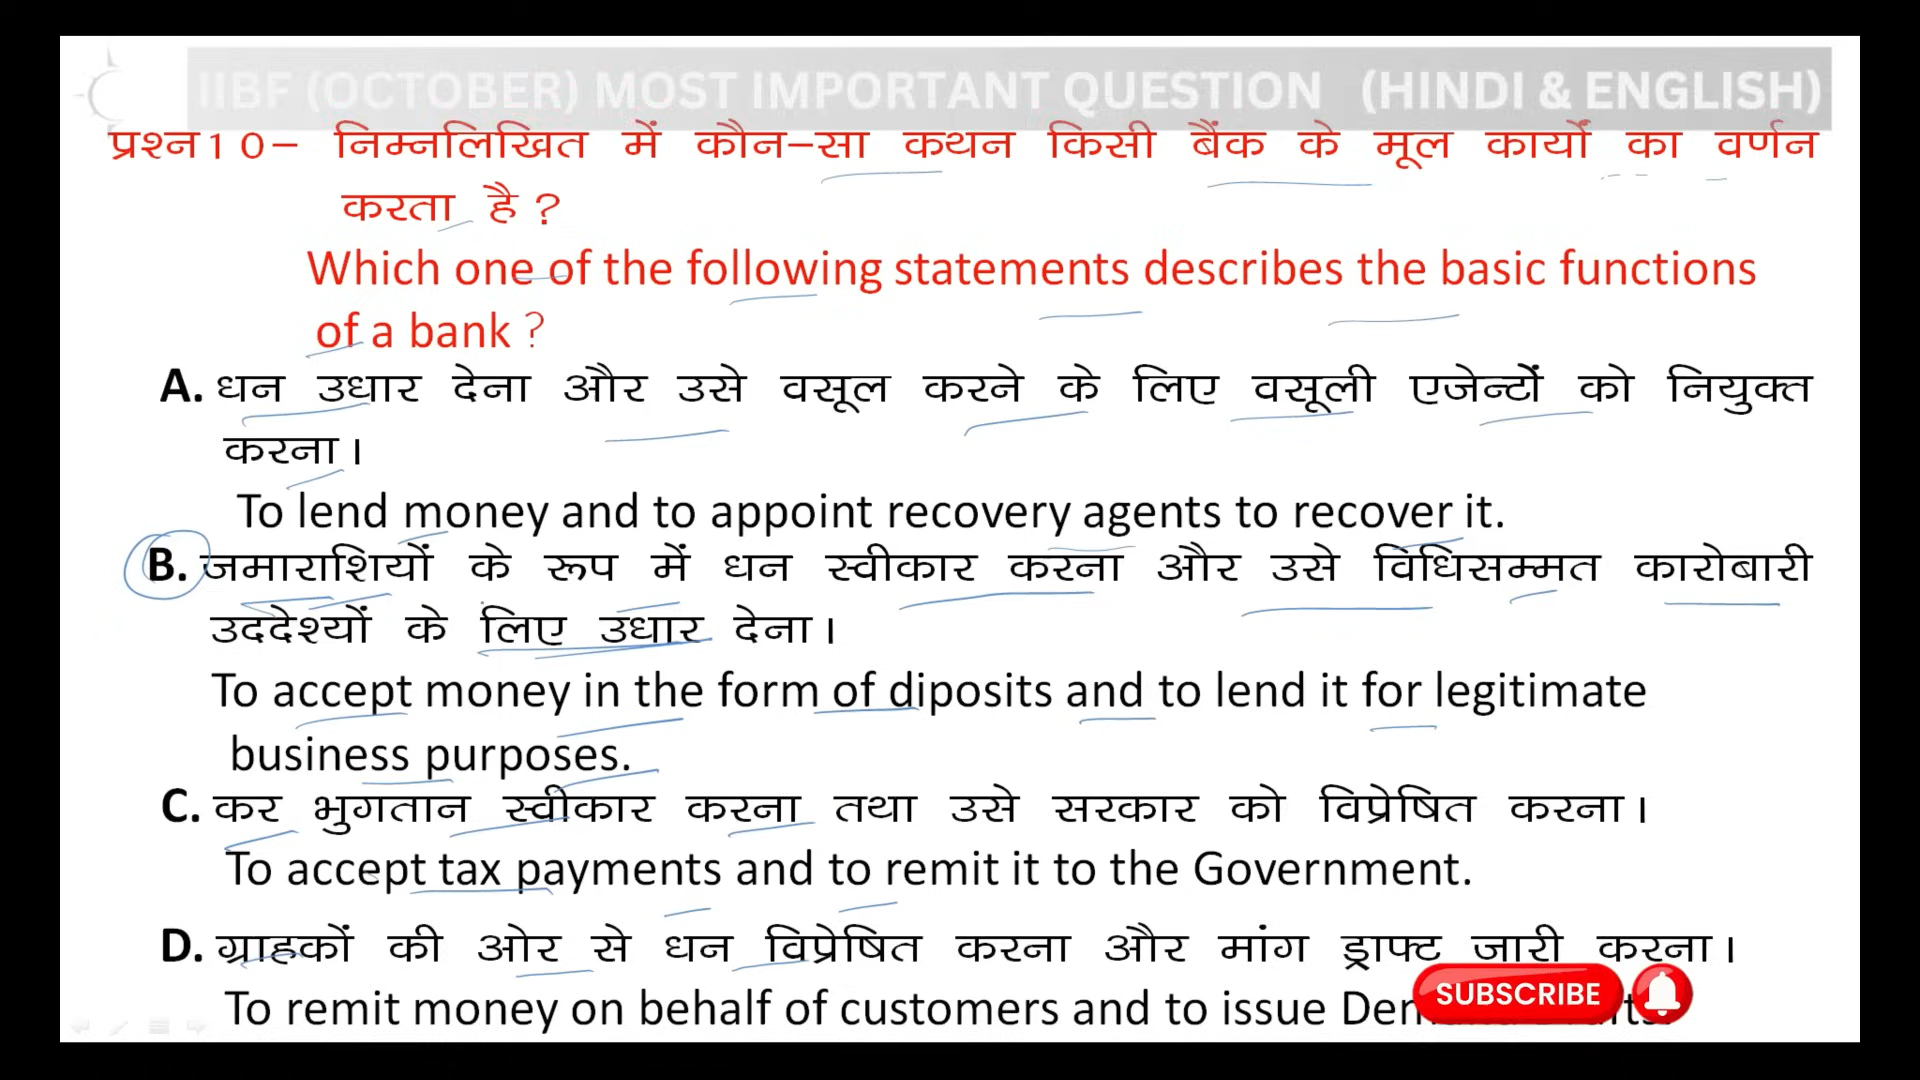 IIBF (OCTOBER) MOST IMPORTANT QUESTION (HINDI & ENGLISH)
प्रश्न10– निम्नलिखित में कौन–सा कथन किसी बैंक के मूल कार्यों का वर्णन
करता है ?
Which one of the following statements describes the basic functions
of a bank ?
A. धन उधार देना और उसे वसूल करने के लिए वसूली एजेन्टों को नियुक्त
करना।
To lend money and to appoint recovery agents to recover it.
B. जमाराशियों के रूप में धन स्वीकार करना और उसे विधिसम्मत कारोबारी
उददेश्यों के लिए उधार देना।
To accept money in the form of diposits and to lend it for legitimate
business purposes.
C. कर भुगतान स्वीकार करना तथा उसे सरकार को विप्रेषित करना।
To accept tax payments and to remit it to the Government.
D. ग्राहकों की ओर से धन विप्रेषित करना और मांग ड्राफ्ट जारी करना।
To remit money on behalf of customers and to issue
SUBSCRIBE